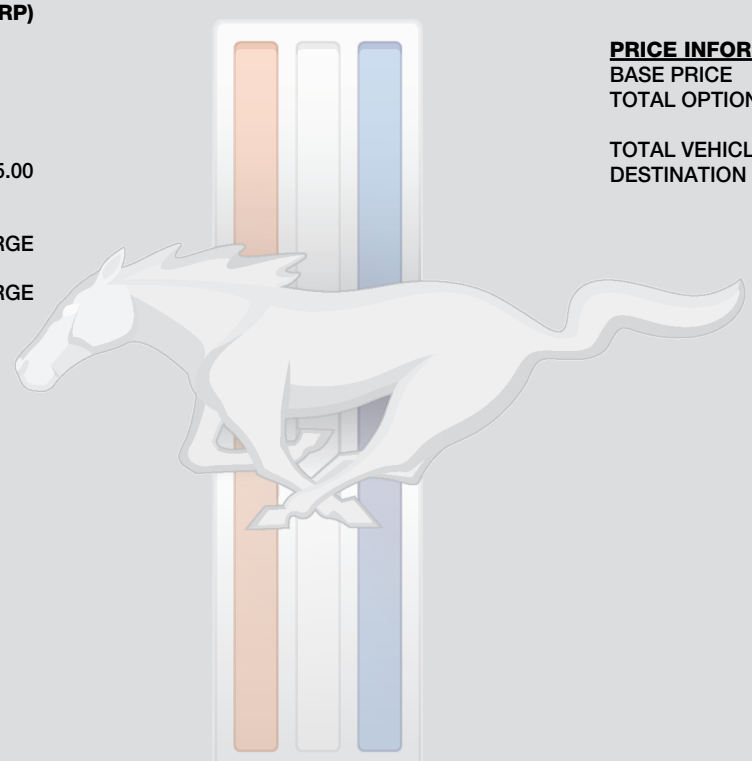 RP)
5.00
RGE
RGE
PRICE INFOR
BASE PRICE
TOTAL OPTION
TOTAL VEHICL
DESTINATION